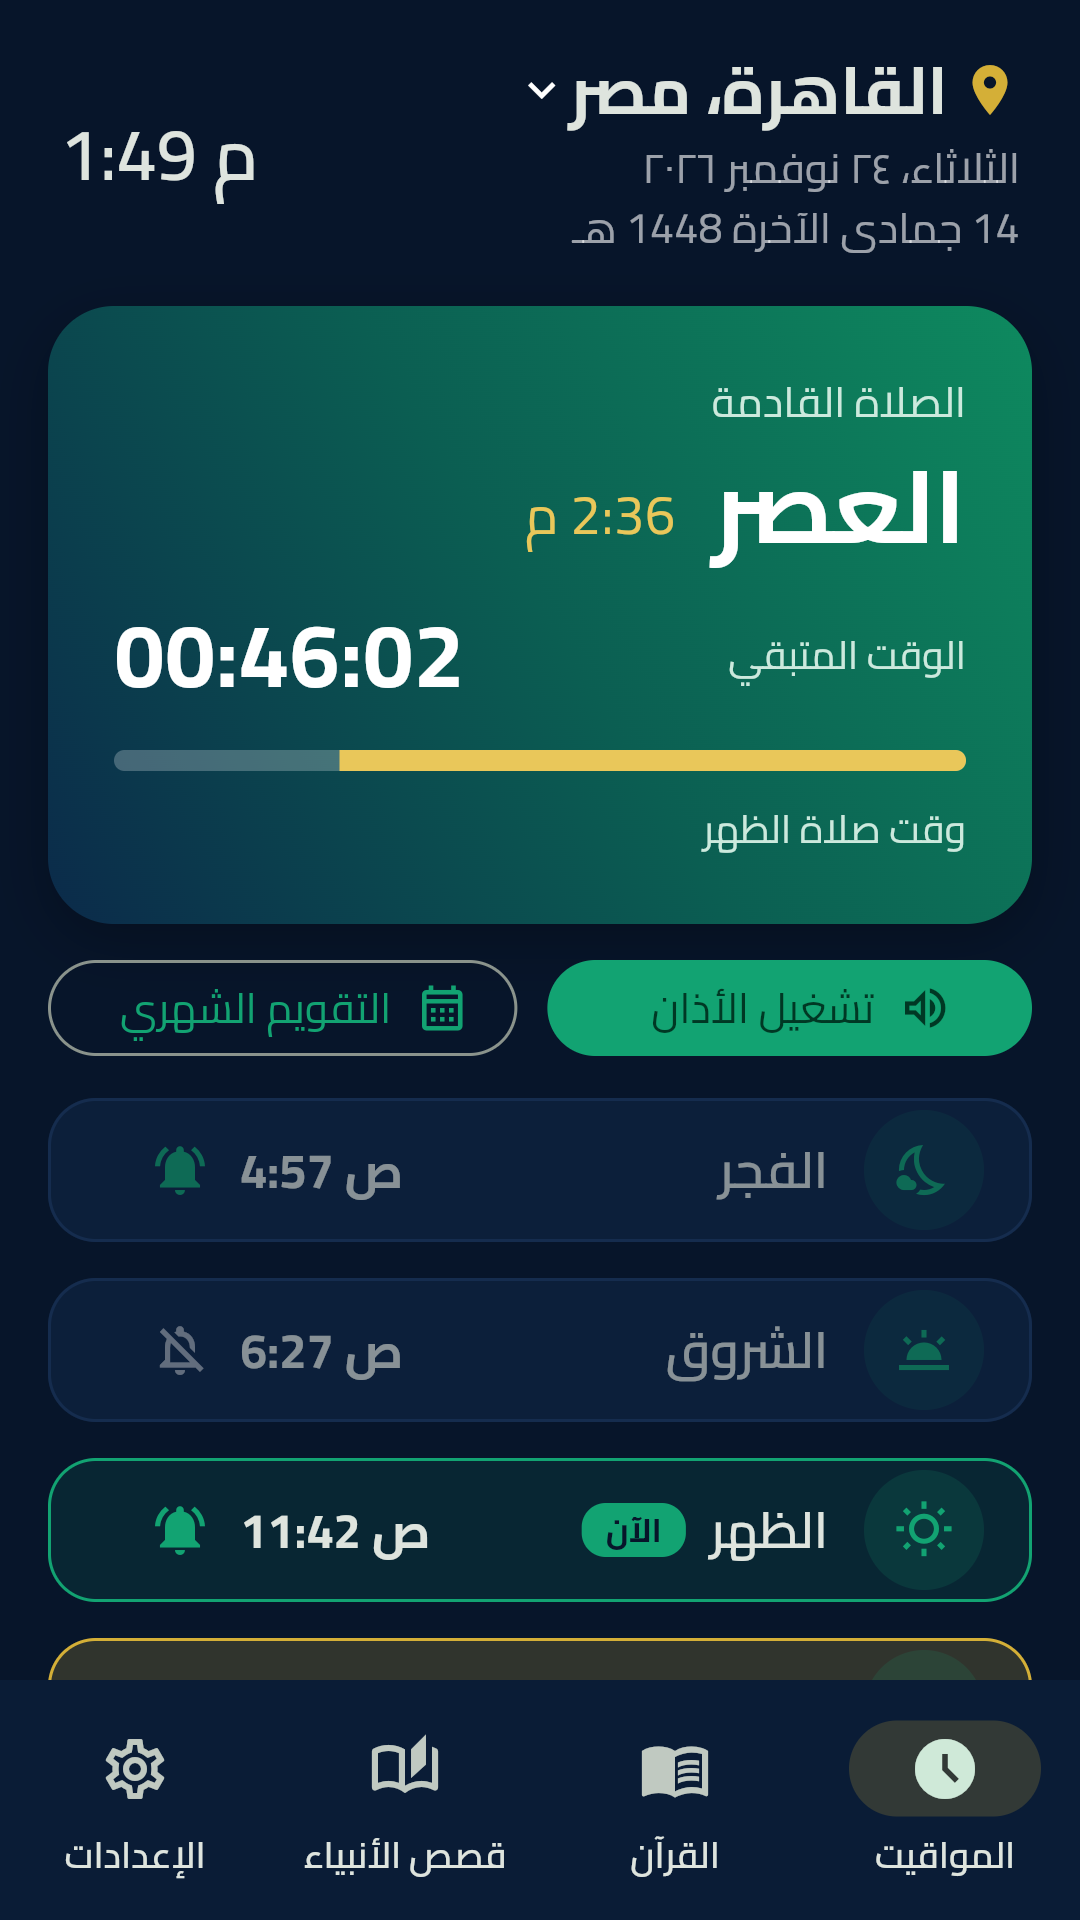 القاهرة، مصر
1:49 م
الثلاثاء، ٢٤ نوفمبر ٢٠٢٦
14 جمادى الآخرة 1448 هـ
الصلاة القادمة
العصر 2:36 م
الوقت المتبقي 00:46:02
وقت صلاة الظهر
تشغيل الأذان
التقويم الشهري
الفجر 4:57 ص
الشروق 6:27 ص
الظهر الآن 11:42 ص
المواقيت
القرآن
قصص الأنبياء
الإعدادات